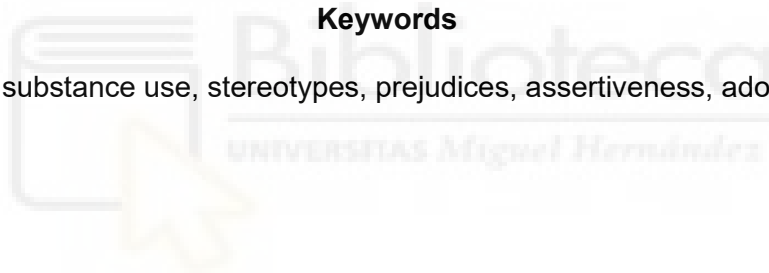 Keywords
substance use, stereotypes, prejudices, assertiveness, ado
Biblioteca
UNIVERSITAS Miguel Hernández